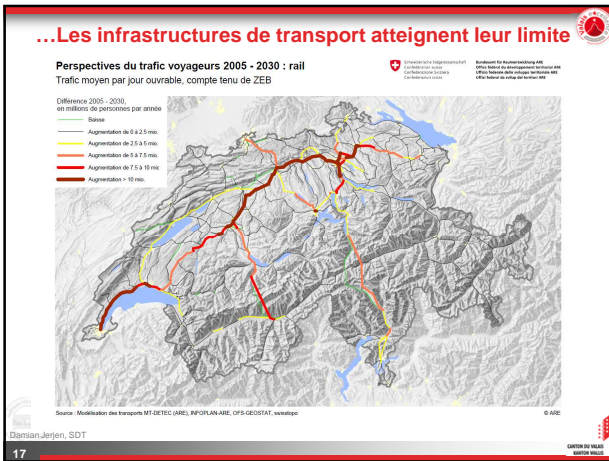 …Les infrastructures de transport atteignent leur limite
Perspectives du trafic voyageurs 2005 - 2030 : rail
Trafic moyen par jour ouvrable, compte tenu de ZEB
Schweizerische Eidgenossenschaft
Confédération suisse
Confederazione Svizzera
Confederaziun svizra
Bundesamt für Raumentwicklung ARE
Office fédéral du développement territorial ARE
Ufficio federale dello sviluppo territoriale ARE
Uffizi federal da svilup dal territori ARE
Différence 2005 - 2030,
en millions de personnes par année
Baisse
Augmentation de 0 à 2.5 mio.
Augmentation de 2.5 à 5 mio.
Augmentation de 5 à 7.5 mio.
Augmentation de 7.5 à 10 mio.
Augmentation > 10 mio.
Source : Modélisation des transports MT-DETEC (ARE), INFOPLAN-ARE, OFS-GEOSTAT, swisstopo
© ARE
Damian Jerjen, SDT
17
CANTON DU VALAIS
KANTON WALLIS